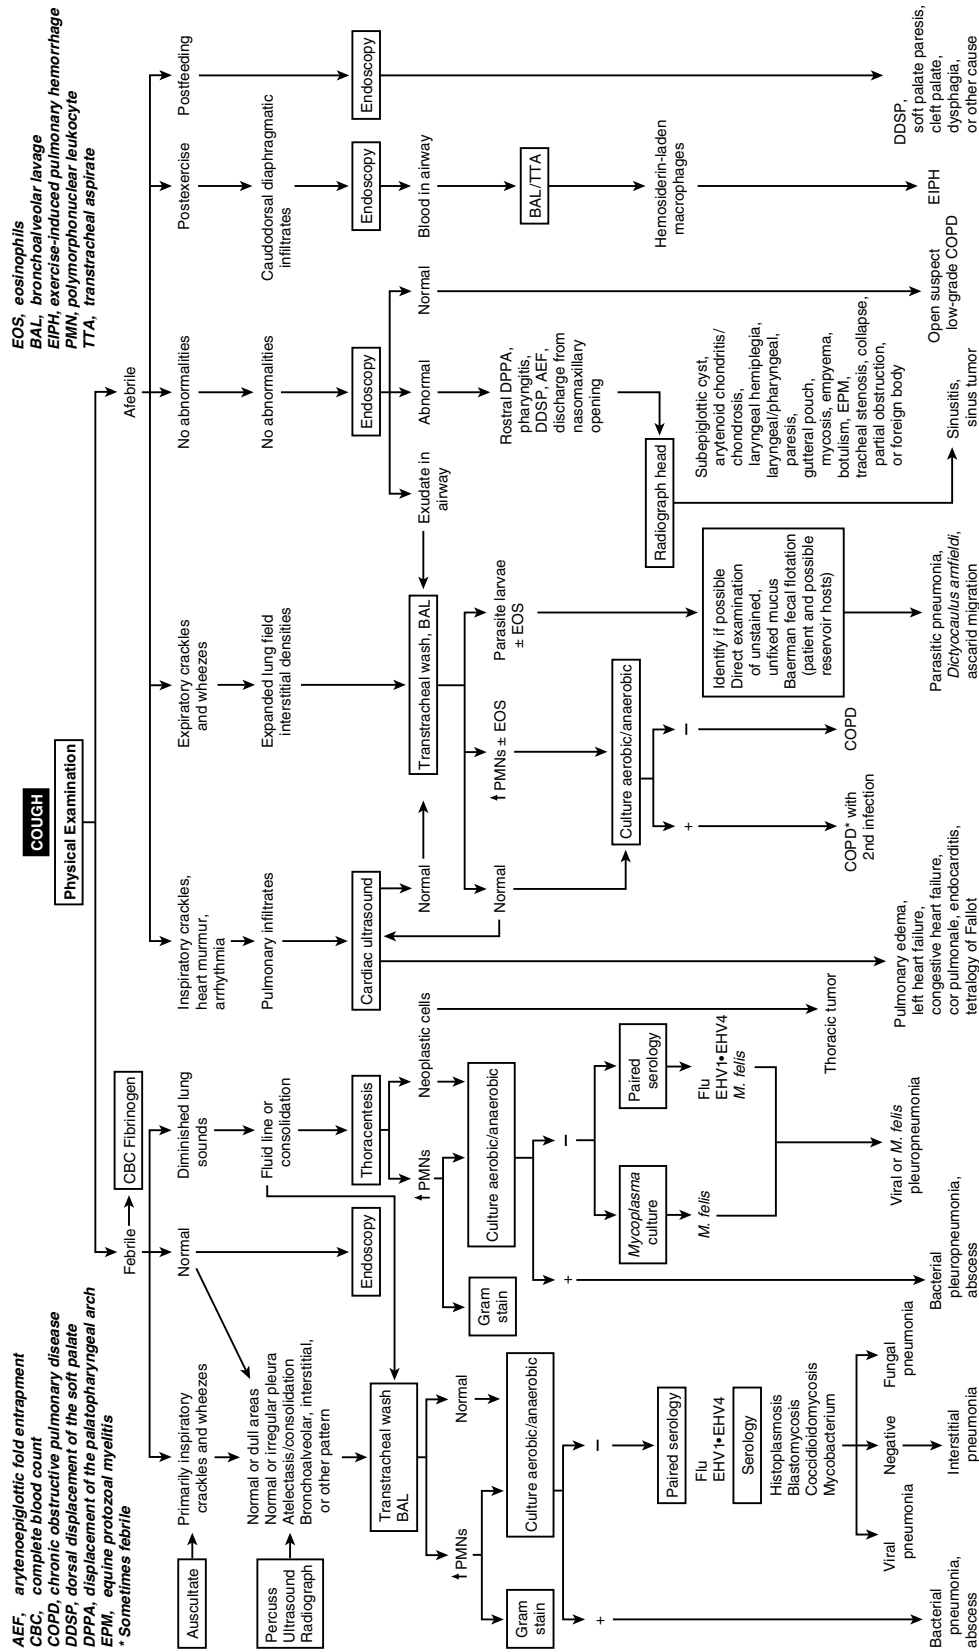 AEF, arytenoepiglottic fold entrapment
CBC, complete blood count
COPD, chronic obstructive pulmonary disease
DDSP, dorsal displacement of the soft palate
DPPA, displacement of the palatopharyngeal arch
EPM, equine protozoal myelitis
* Sometimes febrile
EOS, eosinophils
BAL, bronchoalveolar lavage
EIPH, exercise-induced pulmonary hemorrhage
PMN, polymorphonuclear leukocyte
TTA, transtracheal aspirate
COUGH
Physical Examination
Febrile
CBC Fibrinogen
Afebrile
Auscultate
Primarily inspiratory
crackles and wheezes
Normal
Diminished lung
sounds
Inspiratory crackles,
heart murmur,
arrhythmia
Expiratory crackles
and wheezes
No abnormalities
Postexercise
Postfeeding
Percuss
Ultrasound
Radiograph
Normal or dull areas
Normal or irregular pleura
Atelectasis/consolidation
Bronchoalveolar, interstitial,
or other pattern
Fluid line or
consolidation
Pulmonary infiltrates
Expanded lung field
interstitial densities
No abnormalities
Caudodorsal diaphragmatic
infiltrates
Endoscopy
Thoracentesis
Cardiac ultrasound
Endoscopy
Endoscopy
Endoscopy
Transtracheal wash
BAL
↑PMNs
Neoplastic cells
Normal
Transtracheal wash, BAL
Exudate in
airway
Abnormal
Normal
Blood in airway
↑PMNs
Normal
Gram
stain
Culture aerobic/anaerobic
Normal
↑PMNs ± EOS
Parasite larvae
± EOS
Rostral DPPA,
pharyngitis,
DDSP, AEF,
discharge from
nasomaxillary
opening
BAL/TTA
Gram
stain
Culture aerobic/anaerobic
+
–
Mycoplasma
culture
Paired
serology
Culture aerobic/anaerobic
Radiograph head
Hemosiderin-laden
macrophages
+
–
M. felis
Flu
EHV1•EHV4
M. felis
+
–
Identify if possible
Direct examination
of unstained,
unfixed mucus
Baerman fecal flotation
(patient and possible
reservoir hosts)
Subepiglottic cyst,
arytenoid chondritis/
chondrosis,
laryngeal hemiplegia,
laryngeal/pharyngeal,
paresis,
gutteral pouch,
mycosis, empyema,
botulism, EPM,
tracheal stenosis, collapse,
partial obstruction,
or foreign body
Paired serology
Flu
EHV1•EHV4
Serology
Histoplasmosis
Blastomycosis
Coccidioidomycosis
Mycobacterium
Viral
pneumonia
Negative
Fungal
pneumonia
Thoracic tumor
COPD* with
2nd infection
COPD
Bacterial
pneumonia,
abscess
Interstitial
pneumonia
Bacterial
pleuropneumonia,
abscess
Viral or M. felis
pleuropneumonia
Pulmonary edema,
left heart failure,
congestive heart failure,
cor pulmonale, endocarditis,
tetralogy of Fallot
Parasitic pneumonia,
Dictyocaulus arnfieldi,
ascarid migration
Sinusitis,
sinus tumor
Open suspect
low-grade COPD
EIPH
DDSP,
soft palate paresis,
cleft palate,
dysphagia,
or other cause